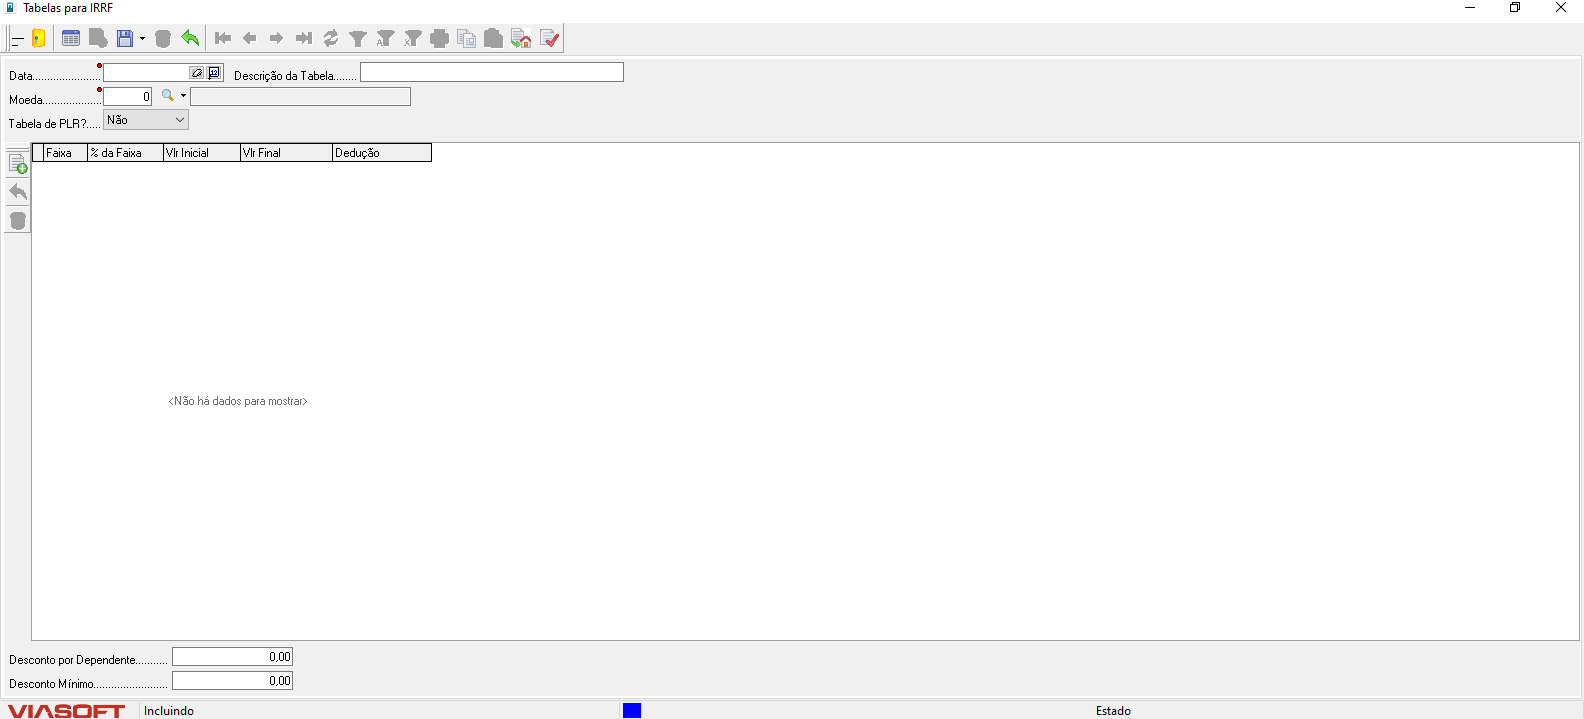 Tabelas para IRRF
Data...................... Descrição da Tabela........
Moeda................... 0
Tabela de PLR?..... Não
Faixa % da Faixa Vlr Inicial Vlr Final Dedução
<Não há dados para mostrar>
Desconto por Dependente........... 0,00
Desconto Mínimo......................... 0,00
VIASOFT Incluindo Estado